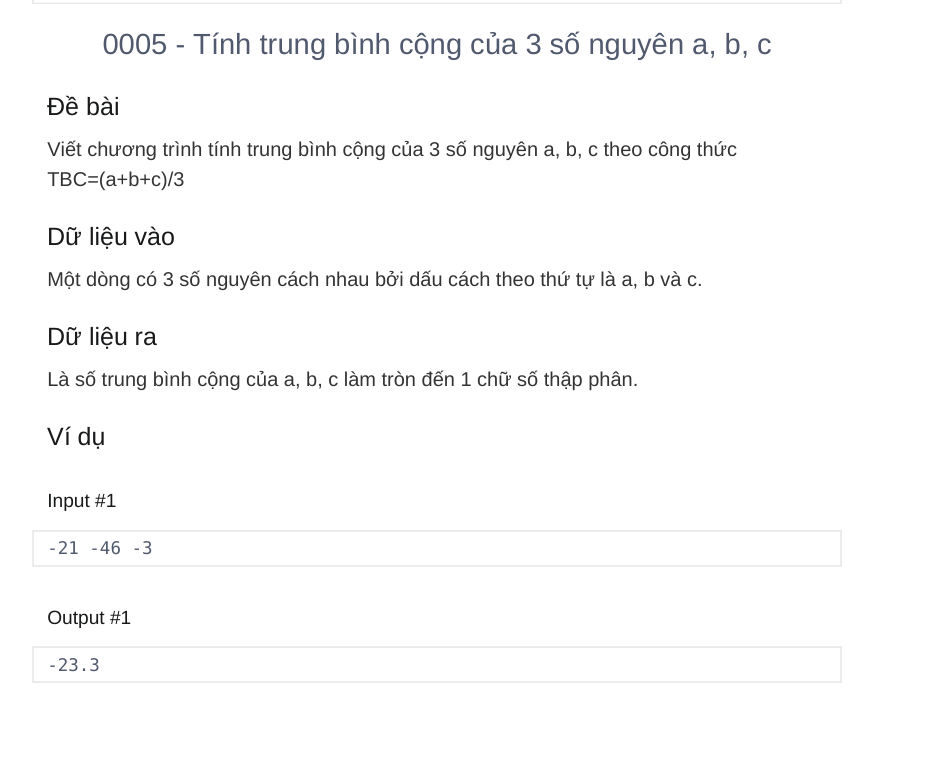 0005 - Tính trung bình cộng của 3 số nguyên a, b, c
Đề bài
Viết chương trình tính trung bình cộng của 3 số nguyên a, b, c theo công thức
TBC=(a+b+c)/3
Dữ liệu vào
Một dòng có 3 số nguyên cách nhau bởi dấu cách theo thứ tự là a, b và c.
Dữ liệu ra
Là số trung bình cộng của a, b, c làm tròn đến 1 chữ số thập phân.
Ví dụ
Input #1
-21 -46 -3
Output #1
-23.3